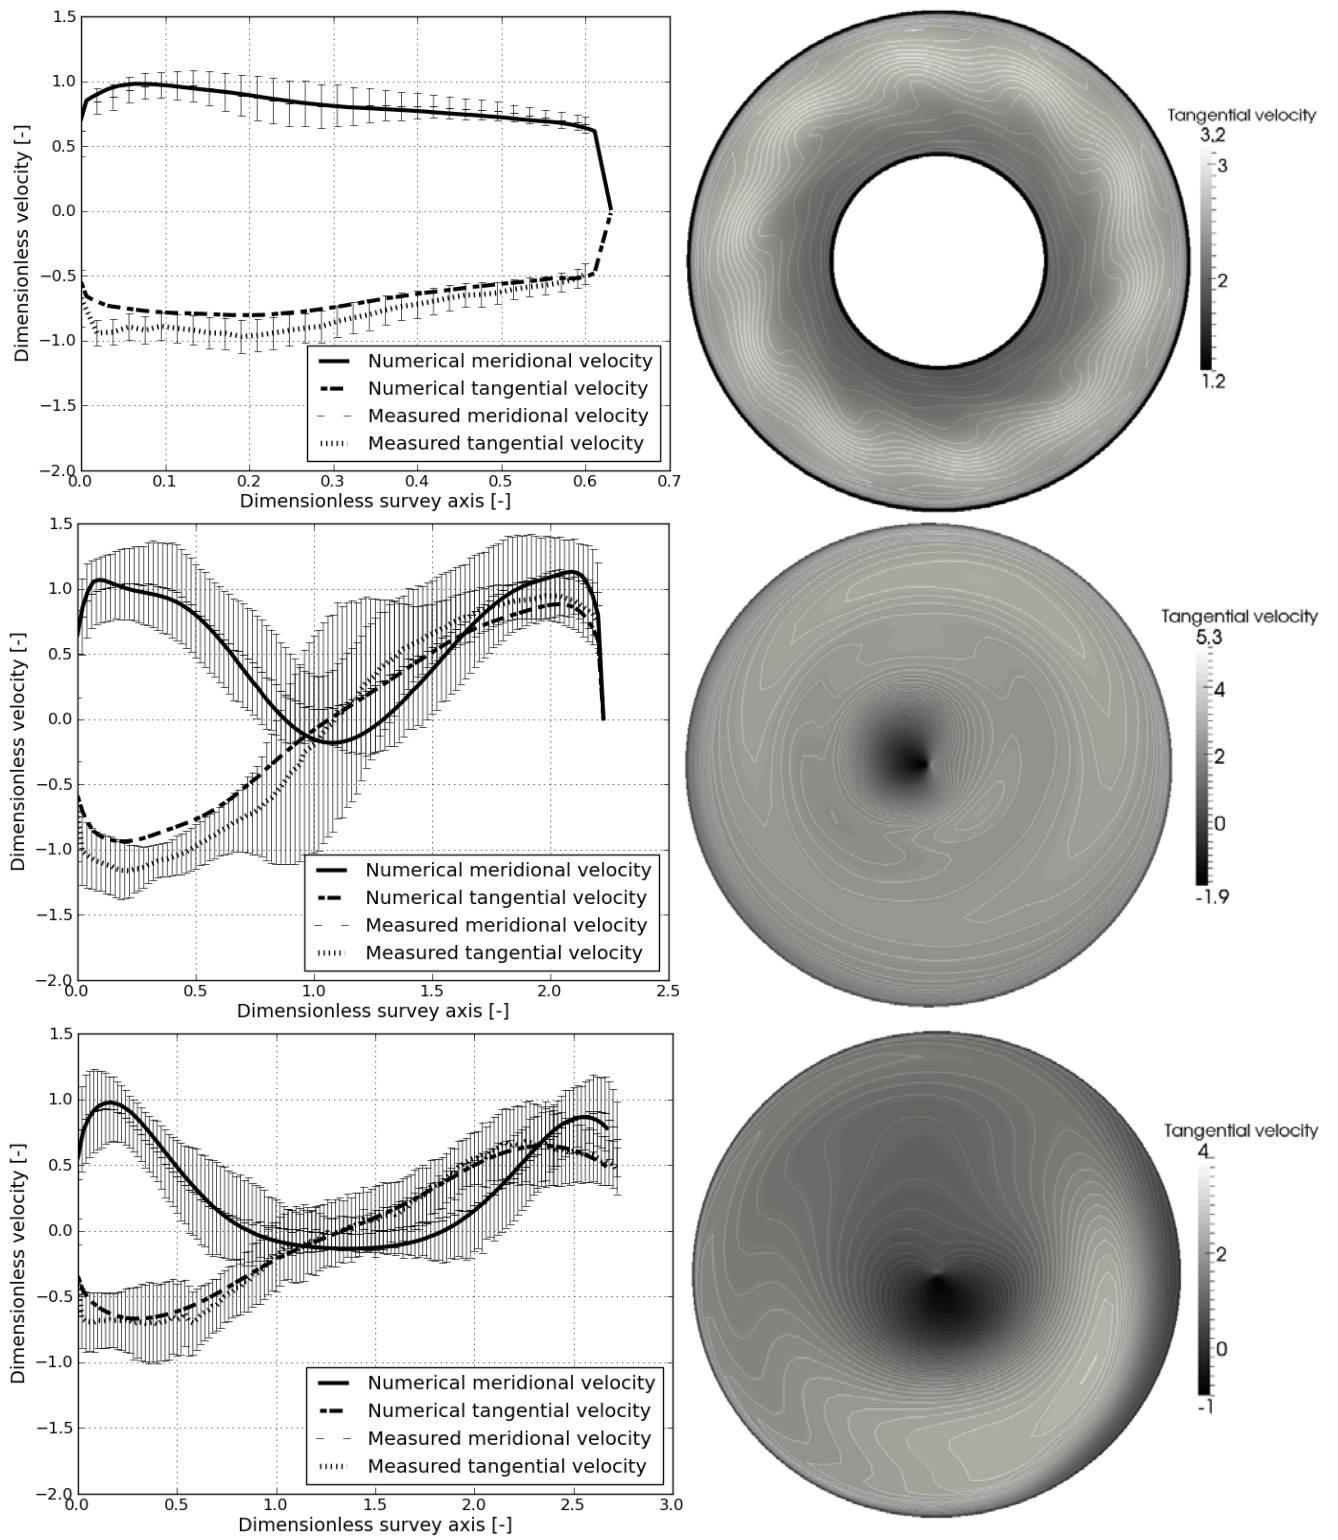 1.5
1.0
0.5
0.0
−0.5
−1.0
−1.5
−2.0
Dimensionless velocity [-]
Numerical meridional velocity
Numerical tangential velocity
Measured meridional velocity
Measured tangential velocity
0.0 0.1 0.2 0.3 0.4 0.5 0.6 0.7
Dimensionless survey axis [-]
Tangential velocity
3.2
3
2
1.2
1.5
1.0
0.5
0.0
−0.5
−1.0
−1.5
−2.0
Dimensionless velocity [-]
Numerical meridional velocity
Numerical tangential velocity
Measured meridional velocity
Measured tangential velocity
0.0 0.5 1.0 1.5 2.0 2.5
Dimensionless survey axis [-]
Tangential velocity
5.3
4
2
0
-1.9
1.5
1.0
0.5
0.0
−0.5
−1.0
−1.5
−2.0
Dimensionless velocity [-]
Numerical meridional velocity
Numerical tangential velocity
Measured meridional velocity
Measured tangential velocity
0.0 0.5 1.0 1.5 2.0 2.5 3.0
Dimensionless survey axis [-]
Tangential velocity
4
2
0
-1